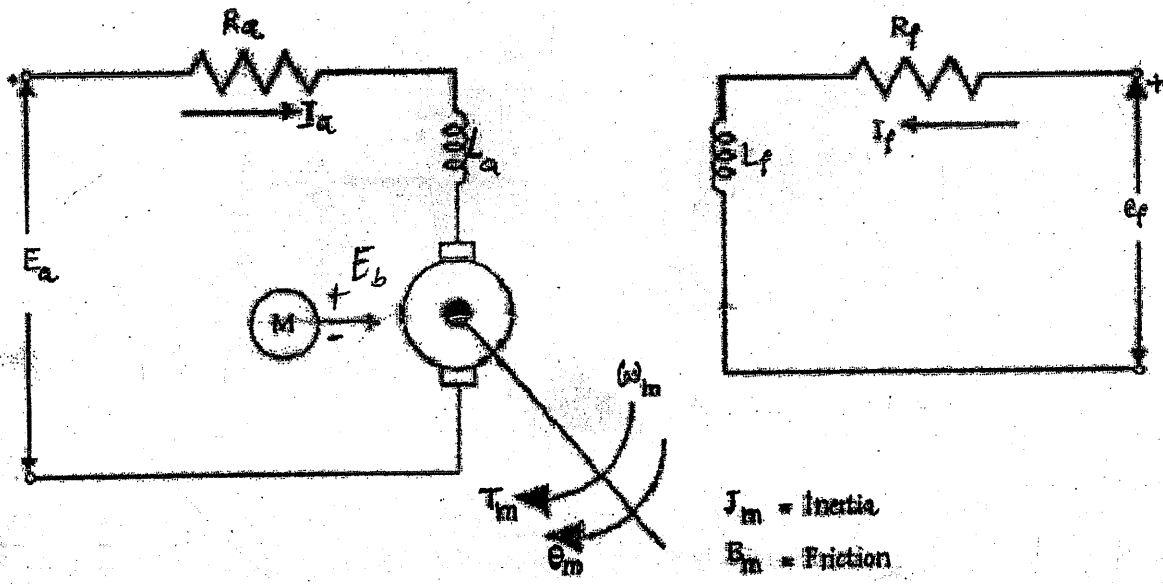 Ra
Rf
+
+
Ia
If
La
Lf
ef
Ea
Eb
+
M
-
ωm
Tm
θm
Jm = Inertia
Bm = Friction